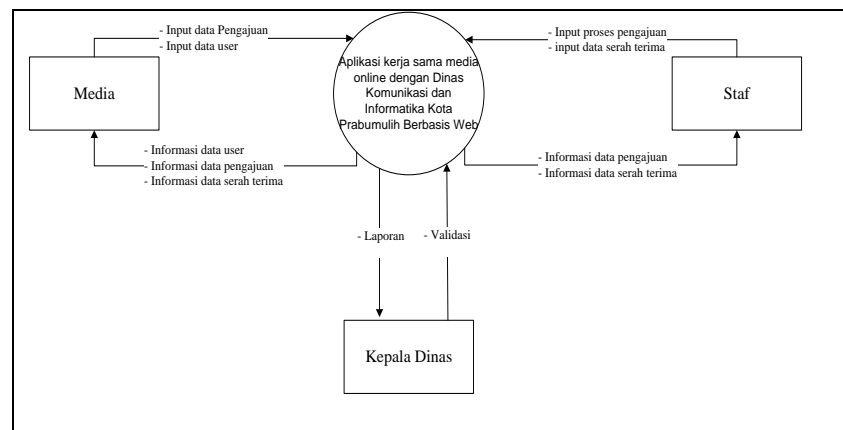 - Input data Pengajuan
- Input data user
Media
- Informasi data user
- Informasi data pengajuan
- Informasi data serah terima
Aplikasi kerja sama media
online dengan Dinas
Komunikasi dan
Informatika Kota
Prabumulih Berbasis Web
- Input proses pengajuan
- input data serah terima
Staf
- Informasi data pengajuan
- Informasi data serah terima
- Laporan
- Validasi
Kepala Dinas